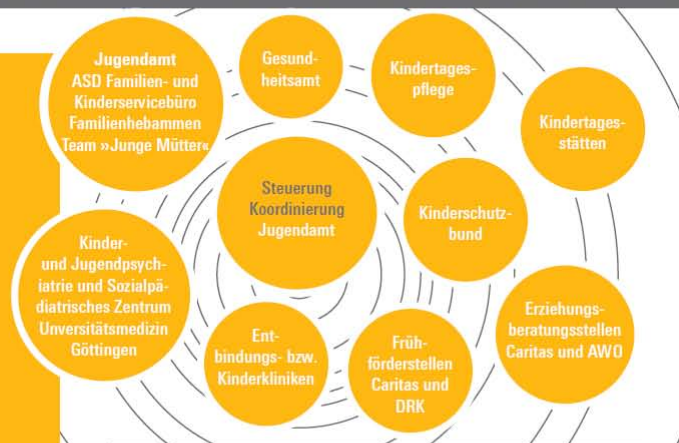 Jugendamt
ASD Familien- und
Kinderservicebüro
Familienhebammen
Team »Junge Mütter«
Gesund-
heitsamt
Kindertages-
pflege
Kindertages-
stätten
Steuerung
Koordinierung
Jugendamt
Kinderschutz-
bund
Kinder-
und Jugendpsych-
iatrie und Sozialpä-
diatrisches Zentrum
Unversitätsmedizin
Göttingen
Ent-
bindungs- bzw.
Kinderkliniken
Früh-
förderstellen
Caritas und
DRK
Erziehungs-
beratungsstellen
Caritas und AWO